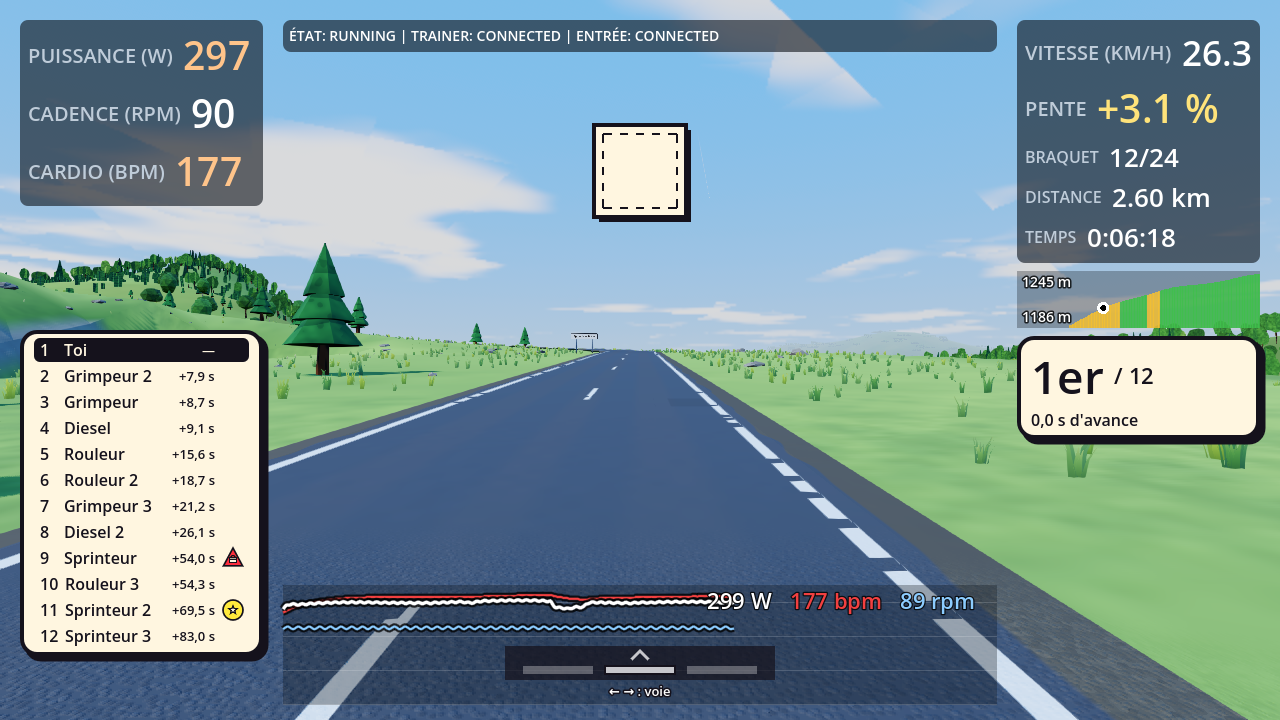 ÉTAT: RUNNING | TRAINER: CONNECTED | ENTRÉE: CONNECTED
PUISSANCE (W) 297
CADENCE (RPM) 90
CARDIO (BPM) 177
VITESSE (KM/H) 26.3
PENTE +3.1 %
BRAQUET 12/24
DISTANCE 2.60 km
TEMPS 0:06:18
1245 m
1186 m
1er / 12
0,0 s d'avance
1 Toi —
2 Grimpeur 2 +7,9 s
3 Grimpeur +8,7 s
4 Diesel +9,1 s
5 Rouleur +15,6 s
6 Rouleur 2 +18,7 s
7 Grimpeur 3 +21,2 s
8 Diesel 2 +26,1 s
9 Sprinteur +54,0 s
10 Rouleur 3 +54,3 s
11 Sprinteur 2 +69,5 s
12 Sprinteur 3 +83,0 s
299 W 177 bpm 89 rpm
← → : voie